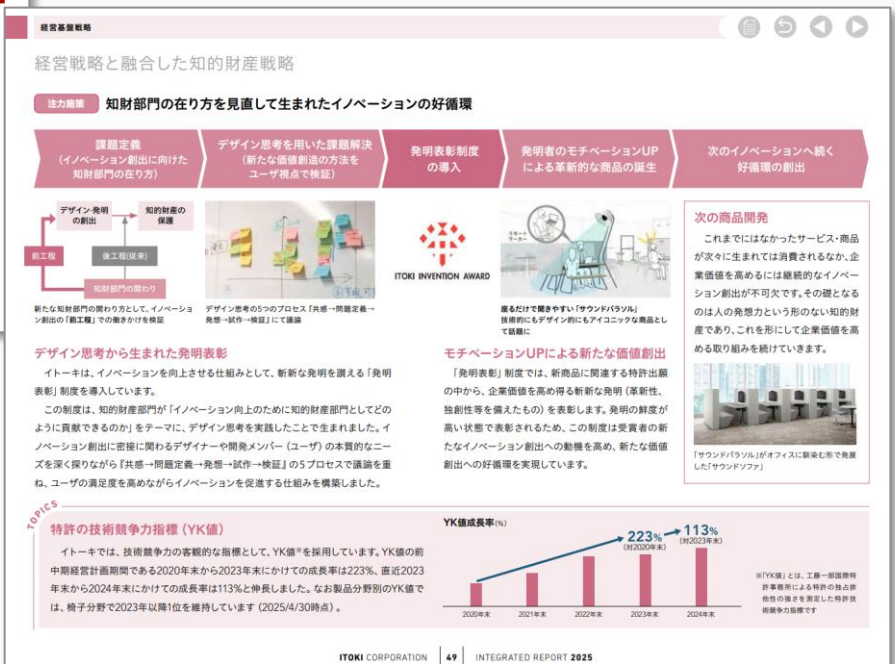 経営基盤戦略
経営戦略と融合した知的財産戦略
注力施策 知財部門の在り方を見直して生まれたイノベーションの好循環
課題定義
(イノベーション創出に向けた
知財部門の在り方)
デザイン思考を用いた課題解決
(新たな価値創造の方法を
ユーザ視点で検証)
発明表彰制度
の導入
発明者のモチベーションUP
による革新的な商品の誕生
次のイノベーションへ続く
好循環の創出
デザイン・発明
の創出
知的財産の
保護
前工程
後工程(従来)
知財部門の関わり
新たな知財部門の関わり方として、イノベーショ
ン創出の「前工程」での働きかけを検証
デザイン思考の5つのプロセス『共感→問題定義→
発想→試作→検証』にて議論
ITOKI INVENTION AWARD
リモート
ワーカー
座るだけで聞きやすい「サウンドパラソル」
技術的にもデザイン的にもアイコニックな商品とし
て話題に
次の商品開発
これまでにはなかったサービス・商品
が次々に生まれては消費されるなか、企
業価値を高めるには継続的なイノベー
ション創出が不可欠です。その礎となる
のは人の発想力という形のない知的財
産であり、これを形にして企業価値を高
める取り組みを続けていきます。
「サウンドパラソル」がオフィスに馴染む形で発展
した「サウンドソファ」
デザイン思考から生まれた発明表彰
イトーキは、イノベーションを向上させる仕組みとして、斬新な発明を讃える「発明
表彰」制度を導入しています。
この制度は、知的財産部門が「イノベーション向上のために知的財産部門としてどの
ように貢献できるのか」をテーマに、デザイン思考を実践したことで生まれました。イ
ノベーション創出に密接に関わるデザイナーや開発メンバー(ユーザ)の本質的なニー
ズを深く探りながら『共感→問題定義→発想→試作→検証』の5プロセスで議論を重
ね、ユーザの満足度を高めながらイノベーションを促進する仕組みを構築しました。
モチベーションUPによる新たな価値創出
「発明表彰」制度では、新商品に関連する特許出願
の中から、企業価値を高め得る斬新な発明(革新性、
独創性等を備えたもの)を表彰します。発明の鮮度が
高い状態で表彰されるため、この制度は受賞者の新
たなイノベーション創出への動機を高め、新たな価値
創出への好循環を実現しています。
TOPICS
特許の技術競争力指標(YK値)
イトーキでは、技術競争力の客観的な指標として、YK値※を採用しています。YK値の前
中期経営計画期間である2020年末から2023年末にかけての成長率は223%、直近2023
年末から2024年末にかけての成長率は113%と伸長しました。なお製品分野別のYK値で
は、椅子分野で2023年以降1位を維持しています(2025/4/30時点)。
YK値成長率(%)
223%
(対2020年末)
113%
(対2023年末)
2020年末 2021年末 2022年末 2023年末 2024年末
※「YK値」とは、工藤一郎国際特
許事務所による特許の独占排
他性の強さを測定した特許技
術競争力指標です
ITOKI CORPORATION 49 INTEGRATED REPORT 2025